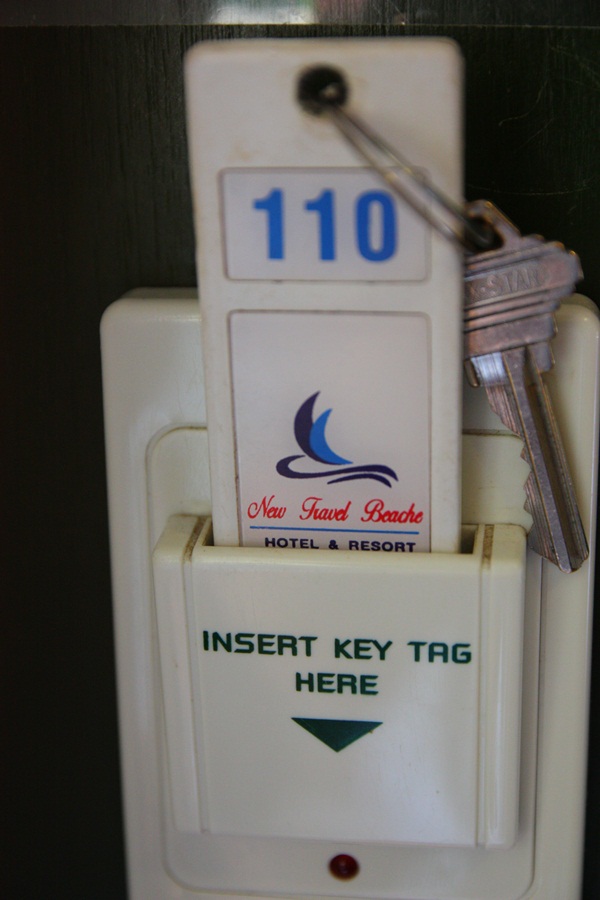 110
New Travel Beache
HOTEL & RESORT
INSERT KEY TAG
HERE